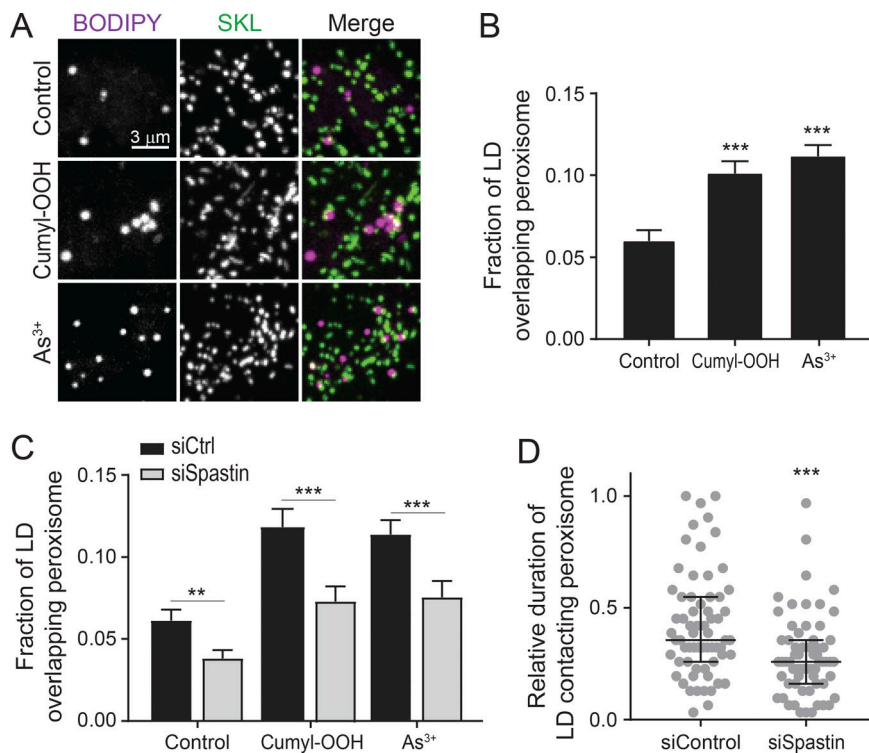 A
BODIPY SKL Merge
Control
3 μm
Cumyl-OOH
As³⁺
B
Fraction of LD
overlapping peroxisome
0.15
0.10
0.05
0.00
*** ***
Control Cumyl-OOH As³⁺
C
siCtrl
siSpastin
Fraction of LD
overlapping peroxisome
0.15
0.10
0.05
0.00
** *** ***
Control Cumyl-OOH As³⁺
D
Relative duration of
LD contacting peroxisome
1.0
0.5
0.0
***
siControl siSpastin